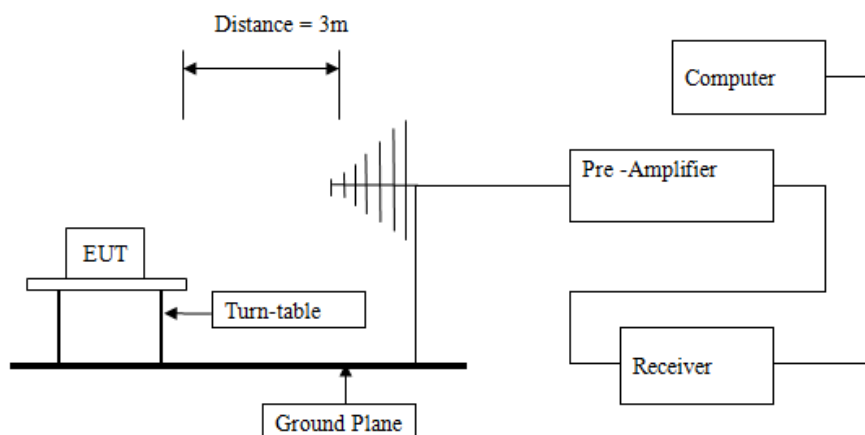 Distance = 3m
Computer
Pre -Amplifier
EUT
Turn-table
Receiver
Ground Plane